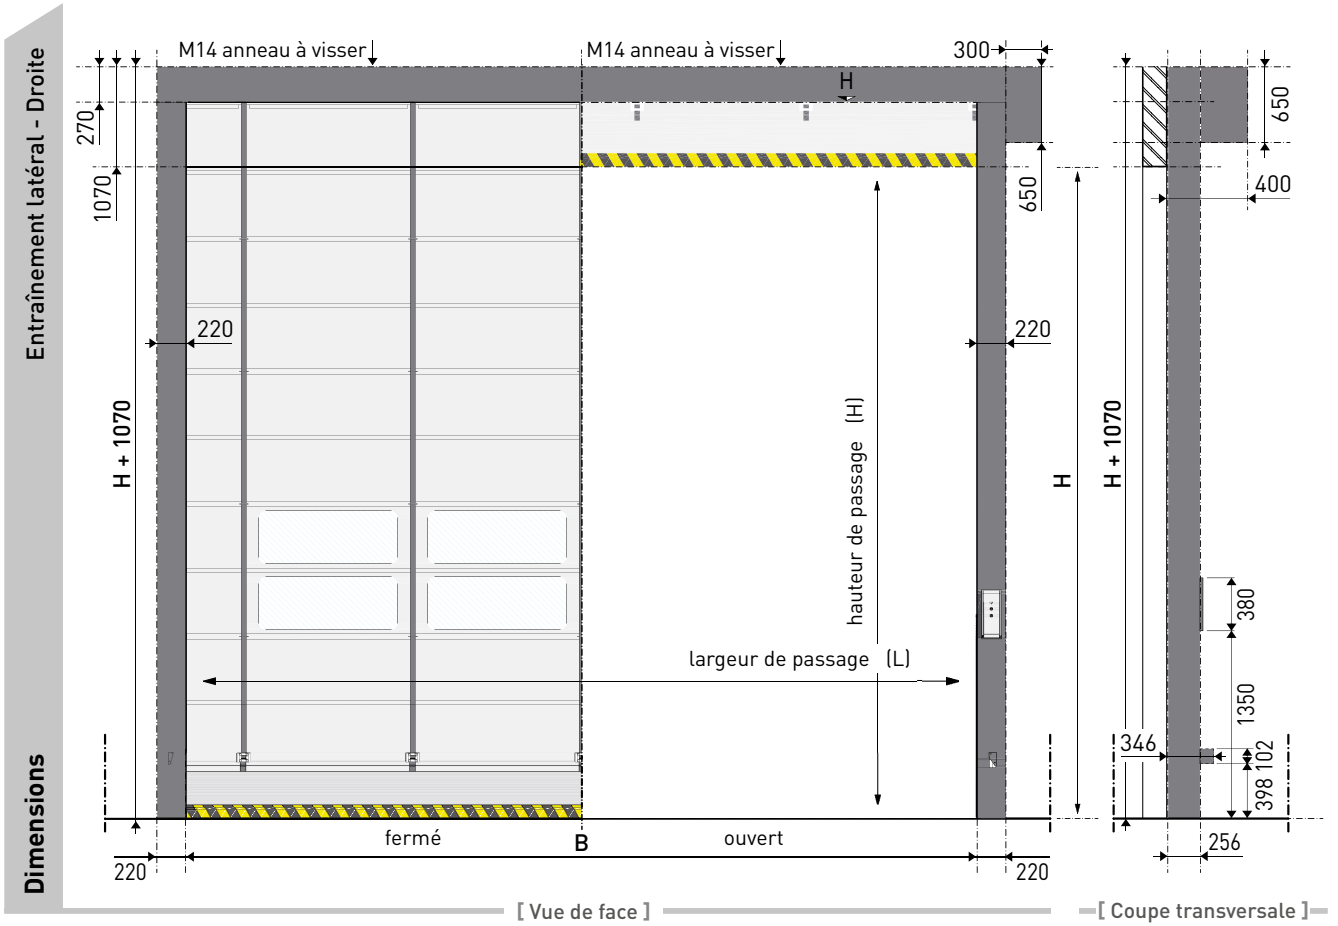 M14 anneau à visser
M14 anneau à visser
300
H
270
1070
650
650
400
Entraînement latéral - Droite
220
220
H + 1070
hauteur de passage (H)
H
H + 1070
380
largeur de passage (L)
1350
346
102
398
Dimensions
fermé
B
ouvert
220
220
256
[ Vue de face ]
[ Coupe transversale ]